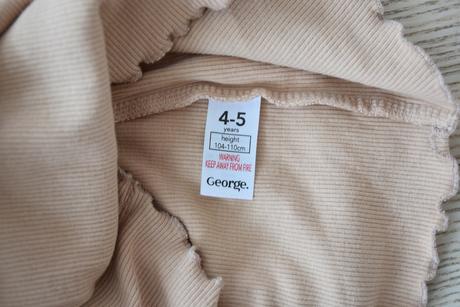 4-5
years
height
104-110cm
WARNING
KEEP AWAY FROM FIRE
George.